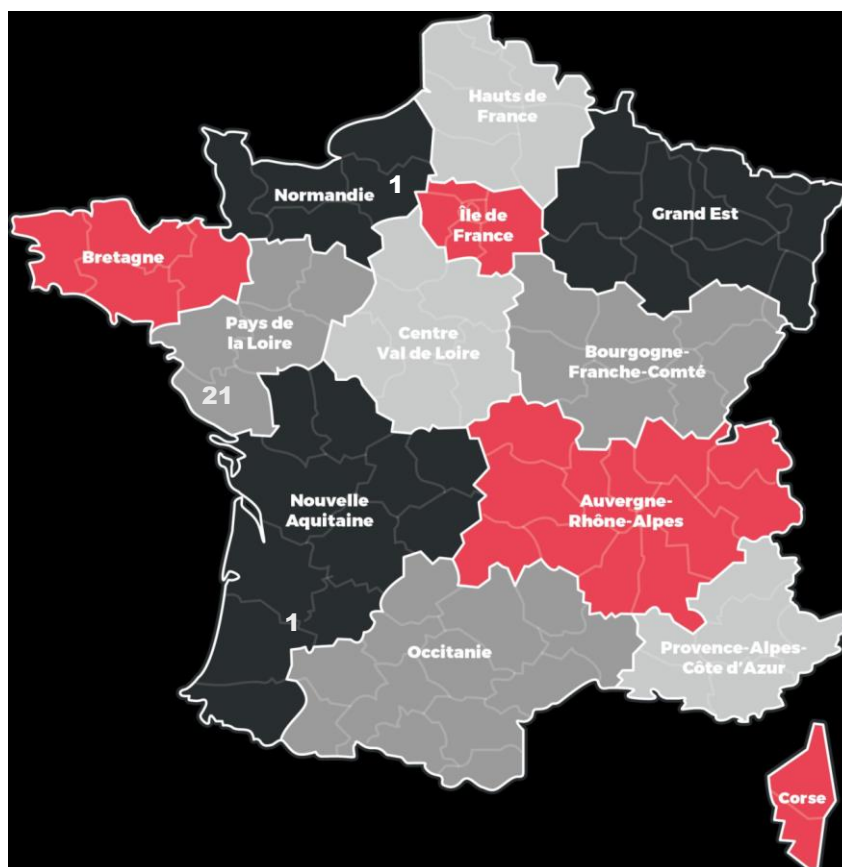 Hauts de
France
Normandie
1
Île de
France
Grand Est
Bretagne
Pays de
la Loire
Centre
Val de Loire
Bourgogne-
Franche-Comté
21
Nouvelle
Aquitaine
Auvergne-
Rhône-Alpes
1
Occitanie
Provence-Alpes-
Côte d'Azur
Corse